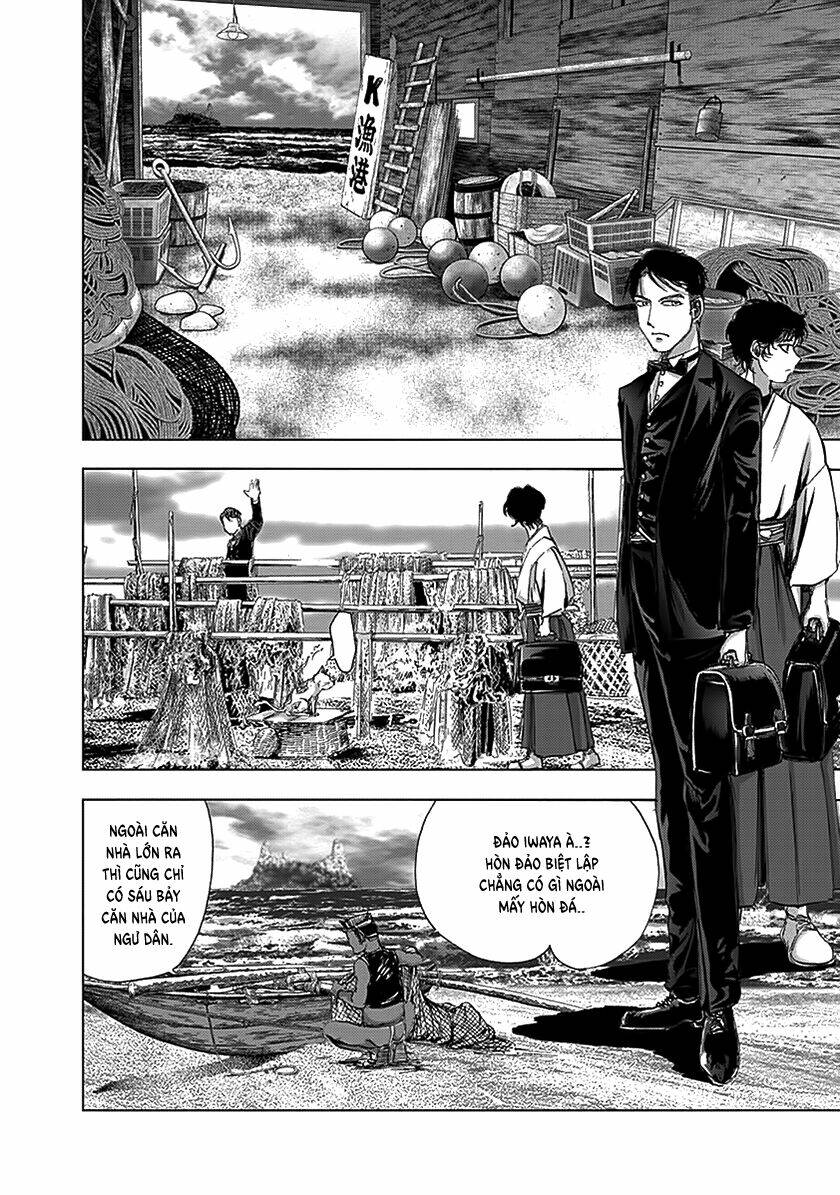 K漁港
ĐẢO IWAYA À..?
HÒN ĐẢO BIỆT LẬP
CHẲNG CÓ GÌ NGOÀI
MẤY HÒN ĐÁ..
NGOÀI CĂN
NHÀ LỚN RA
THÌ CŨNG CHỈ
CÓ SÁU BẢY
CĂN NHÀ CỦA
NGƯ DÂN.